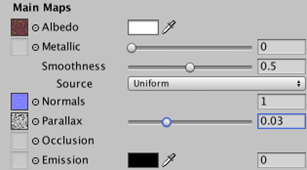 Main Maps
Albedo
Metallic 0
Smoothness 0.5
Source Uniform
Normals 1
Parallax 0.03
Occlusion
Emission 0